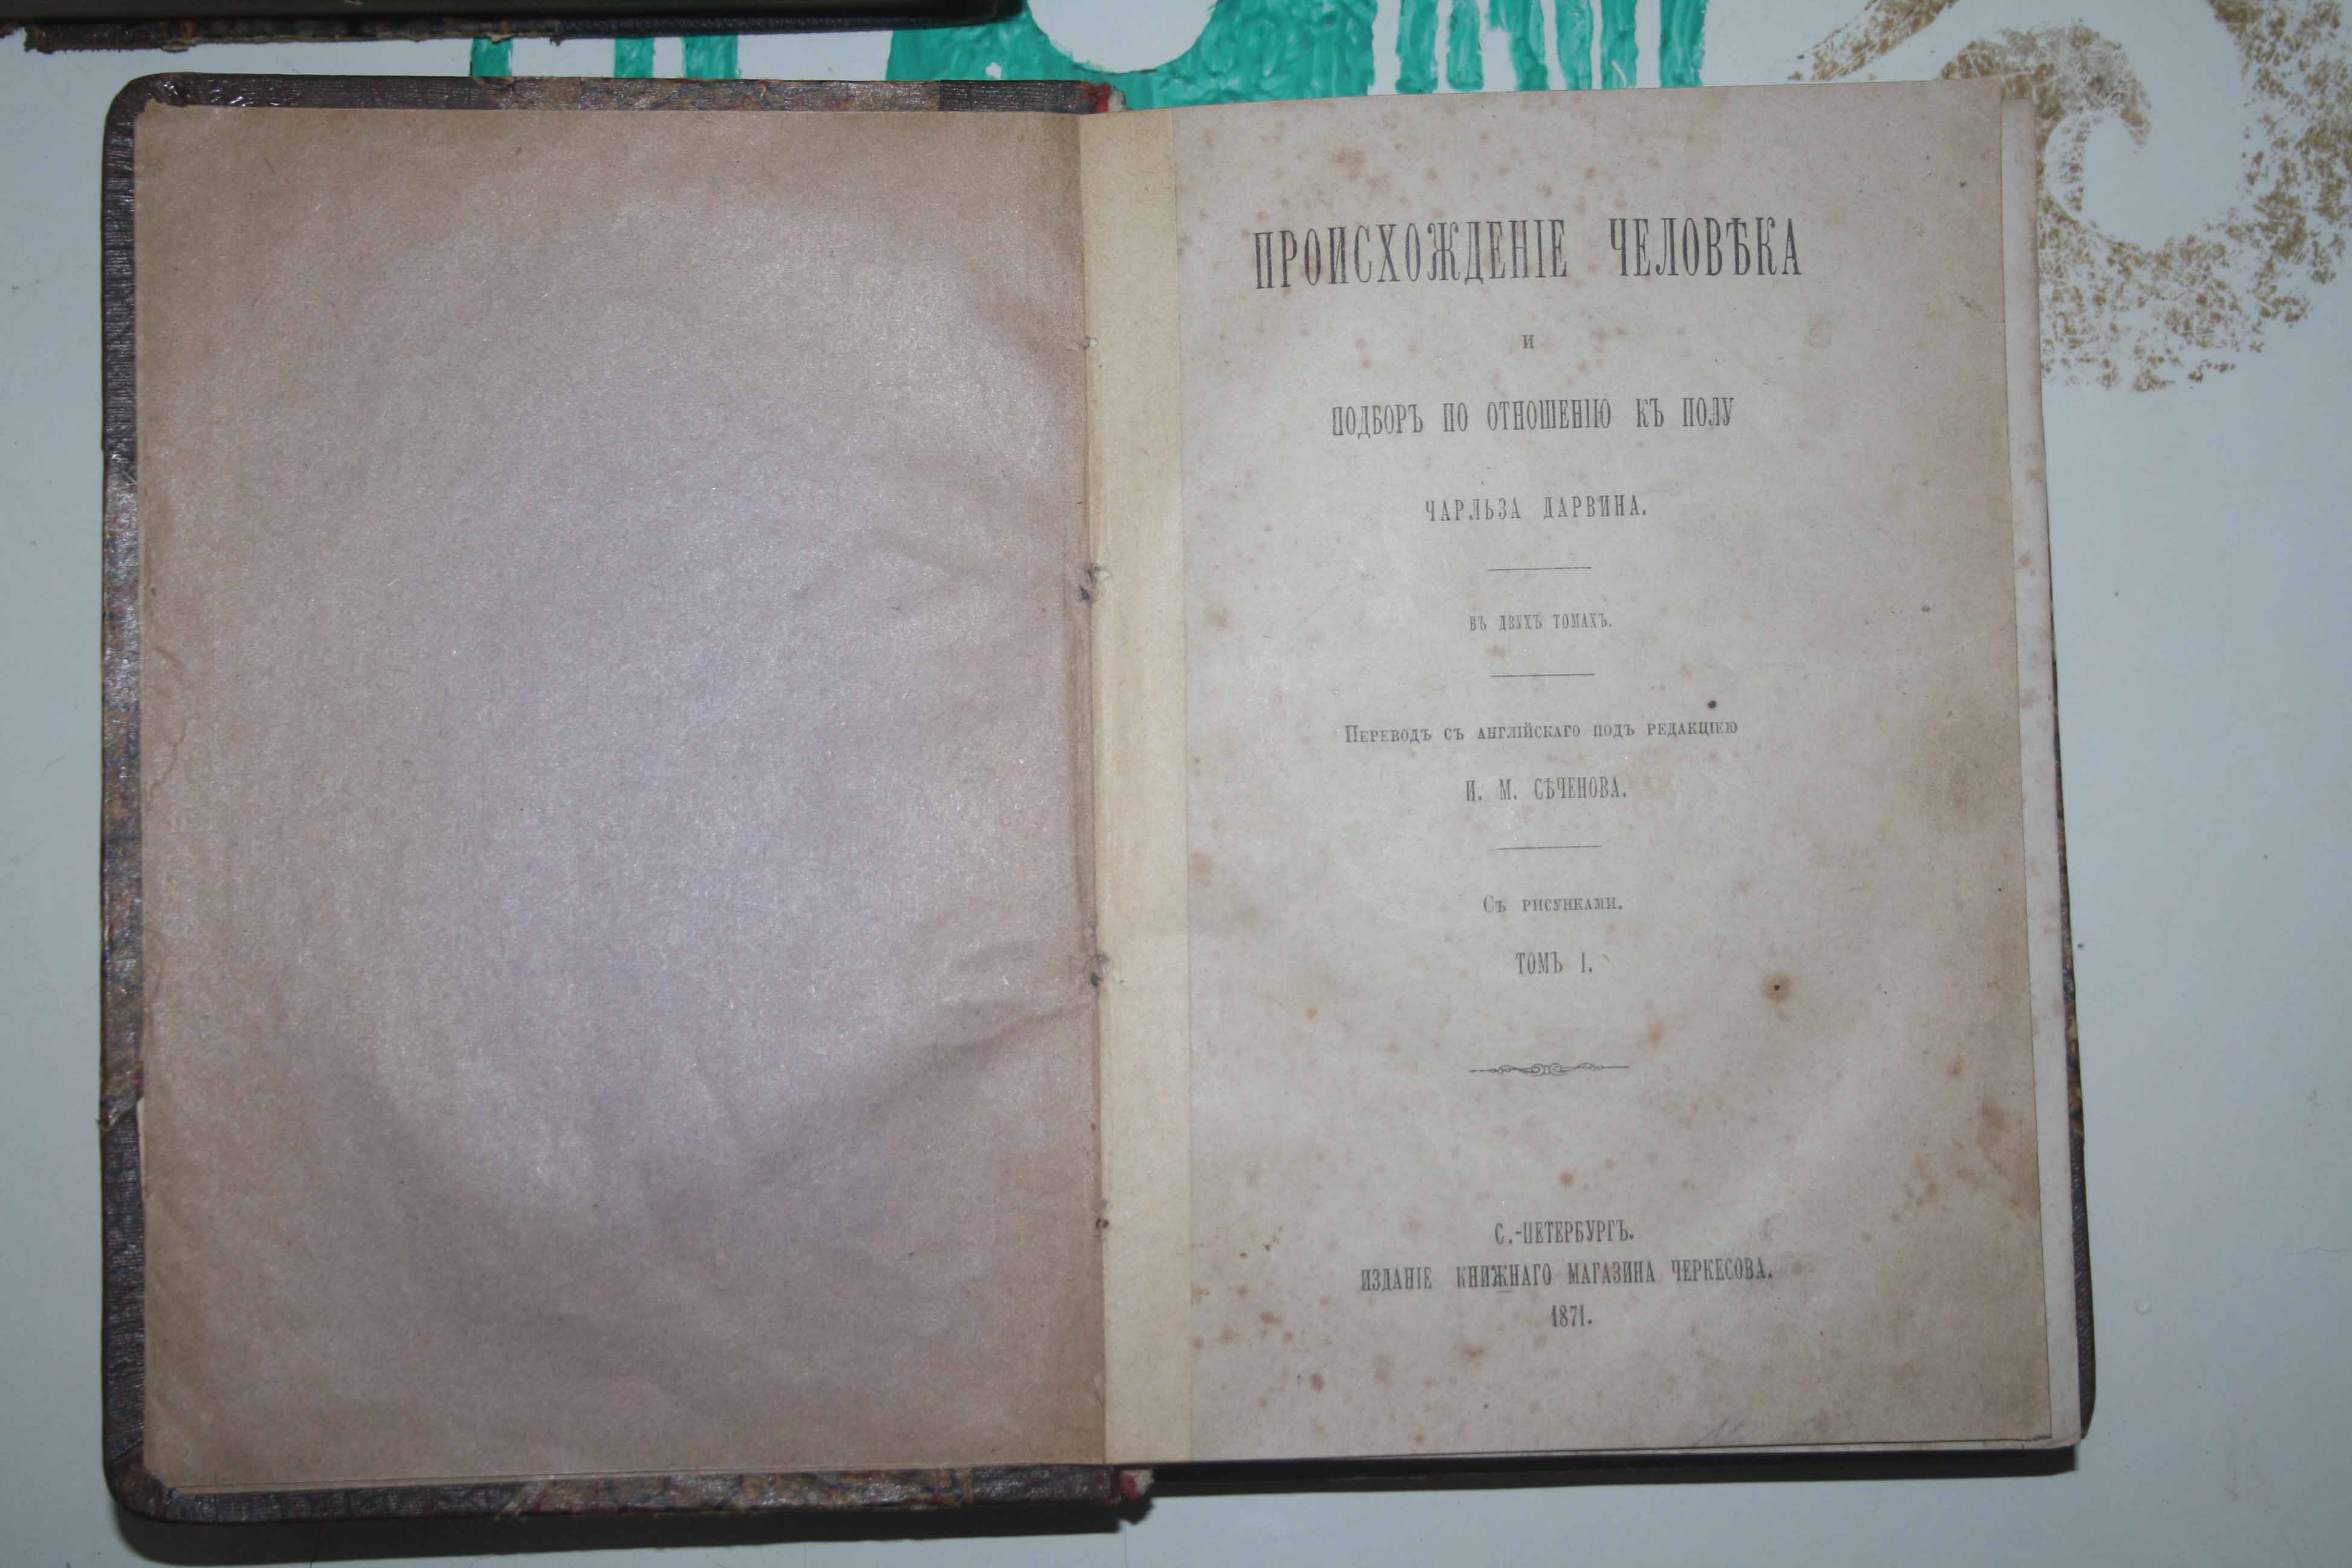 ПРОИСХОЖДЕНІЕ ЧЕЛОВѢКА
И
ПОДБОРЪ ПО ОТНОШЕНІЮ КЪ ПОЛУ
ЧАРЛЬЗА ДАРВИНА.
ВЪ ДВУХЪ ТОМАХЪ.
Переводъ съ англійскаго подъ редакціею
И. М. СѢЧЕНОВА.
Съ рисунками.
ТОМЪ I.
С.-ПЕТЕРБУРГЪ.
ИЗДАНІЕ КНИЖНАГО МАГАЗИНА ЧЕРКЕСОВА.
1871.